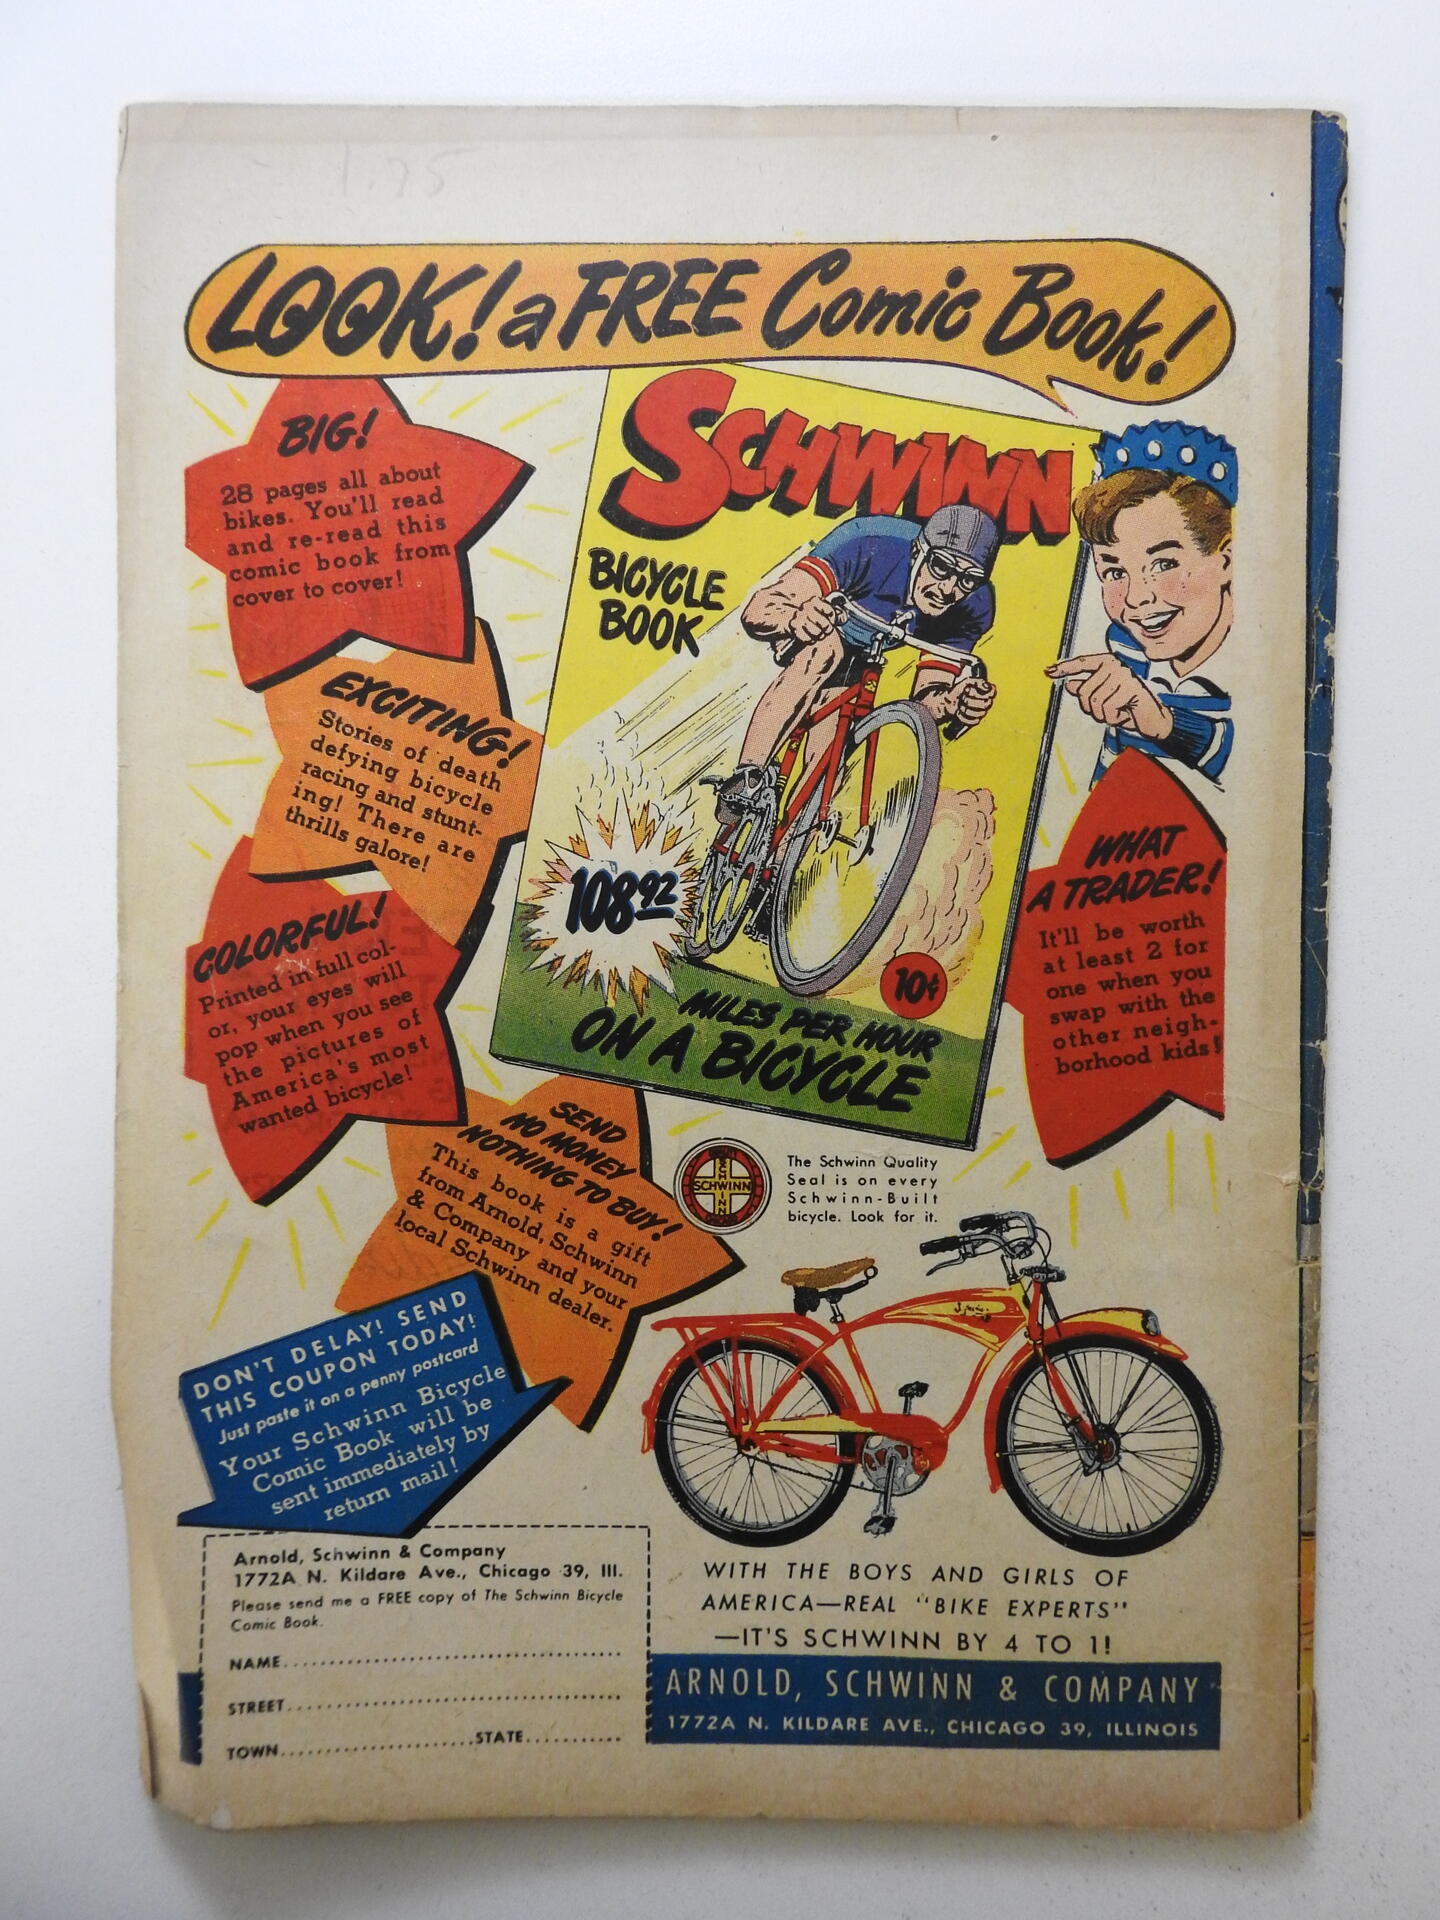 1.75
LOOK! a FREE Comic Book!
BIG!
28 pages all about
bikes. You'll read
and re-read this
comic book from
cover to cover!
EXCITING!
Stories of death
defying bicycle
racing and stunt-
ing! There are
thrills galore!
COLORFUL!
Printed in full col-
or, your eyes will
pop when you see
the pictures of
America's most
wanted bicycle!
SCHWINN
BICYCLE
BOOK
108 92
10¢
MILES PER HOUR
ON A BICYCLE
WHAT
A TRADER!
It'll be worth
at least 2 for
one when you
swap with the
other neigh-
borhood kids!
SEND
NO MONEY
NOTHING TO BUY!
This book is a gift
from Arnold, Schwinn
& Company and your
local Schwinn dealer.
SCHWINN
The Schwinn Quality
Seal is on every
Schwinn-Built
bicycle. Look for it.
DON'T DELAY! SEND
THIS COUPON TODAY!
Just paste it on a penny postcard
Your Schwinn Bicycle
Comic Book will be
sent immediately by
return mail!
Arnold, Schwinn & Company
1772A N. Kildare Ave., Chicago 39, Ill.
Please send me a FREE copy of The Schwinn Bicycle
Comic Book.
NAME
STREET
TOWN STATE
WITH THE BOYS AND GIRLS OF
AMERICA—REAL "BIKE EXPERTS"
—IT'S SCHWINN BY 4 TO 1!
ARNOLD, SCHWINN & COMPANY
1772A N. KILDARE AVE., CHICAGO 39, ILLINOIS